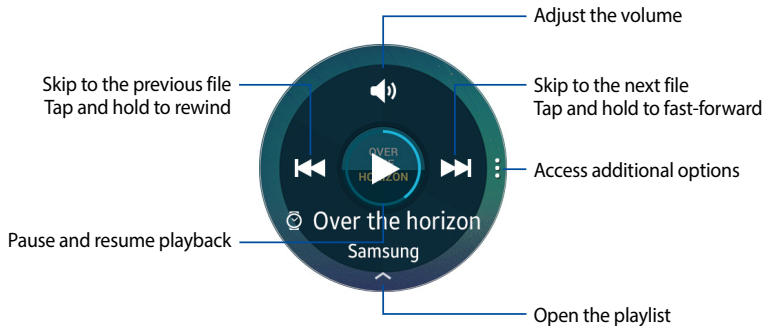 Adjust the volume
Skip to the previous file
Tap and hold to rewind
Skip to the next file
Tap and hold to fast-forward
OVER
THE
HORIZON
Access additional options
Over the horizon
Pause and resume playback
Samsung
Open the playlist